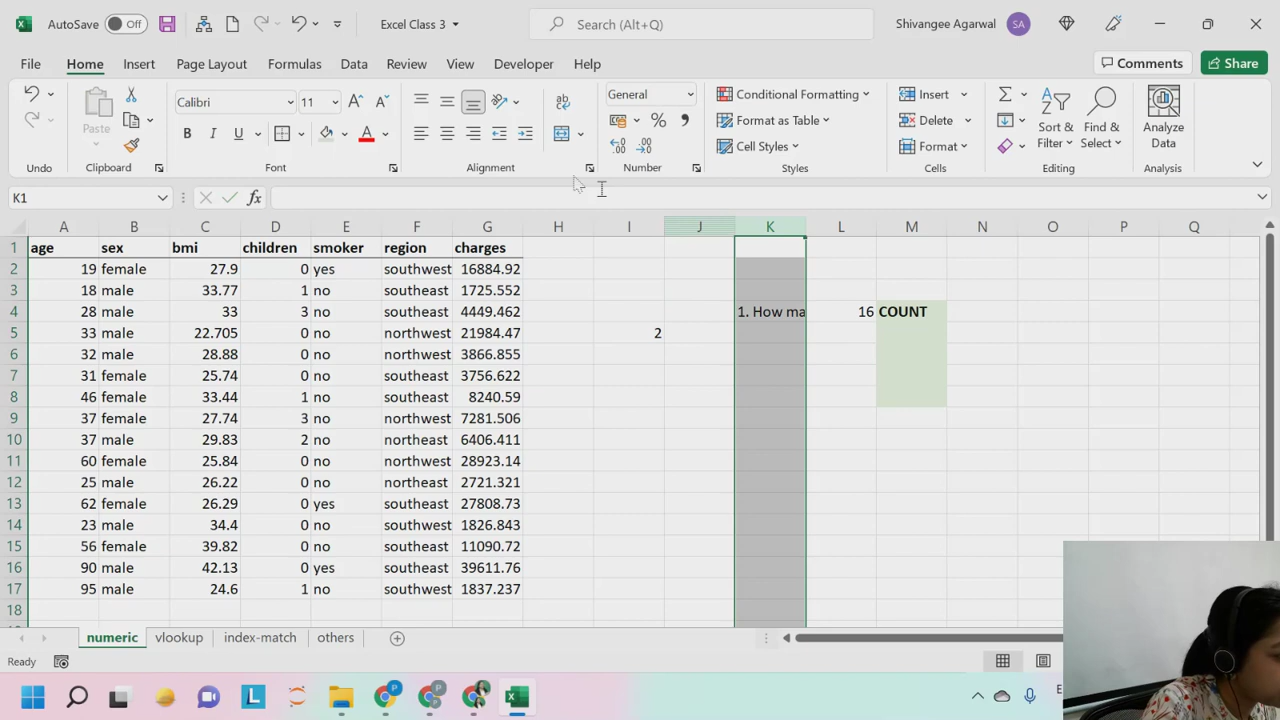 AutoSave Off Excel Class 3 Search (Alt+Q) Shivangee Agarwal SA
File Home Insert Page Layout Formulas Data Review View Developer Help Comments Share
Paste
Calibri 11
B I U A
ab
General
% ,
Conditional Formatting
Format as Table
Cell Styles
Insert
Delete
Format
Sort & Filter
Find & Select
Analyze Data
Undo Clipboard Font Alignment Number Styles Cells Editing Analysis
K1 fx
A B C D E F G H I J K L M N O P Q
1 age sex bmi children smoker region charges
2 19 female 27.9 0 yes southwest 16884.92
3 18 male 33.77 1 no southeast 1725.552
4 28 male 33 3 no southeast 4449.462 1. How ma 16 COUNT
5 33 male 22.705 0 no northwest 21984.47 2
6 32 male 28.88 0 no northwest 3866.855
7 31 female 25.74 0 no southeast 3756.622
8 46 female 33.44 1 no southeast 8240.59
9 37 female 27.74 3 no northwest 7281.506
10 37 male 29.83 2 no northeast 6406.411
11 60 female 25.84 0 no northwest 28923.14
12 25 male 26.22 0 no northeast 2721.321
13 62 female 26.29 0 yes southeast 27808.73
14 23 male 34.4 0 no southwest 1826.843
15 56 female 39.82 0 no southeast 11090.72
16 90 male 42.13 0 yes southeast 39611.76
17 95 male 24.6 1 no southwest 1837.237
18
numeric vlookup index-match others
Ready